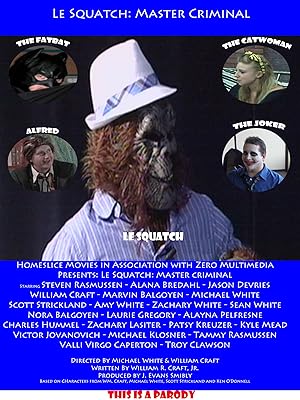 Le Squatch: Master Criminal
The Fatbat
The Catwoman
Alfred
The Joker
Le Squatch
Homeslice Movies in Association with Zero Multimedia
Presents: Le Squatch: Master criminal
Starring Steven Rasmussen - Alana Bredahl - Jason Devries
William Craft - Marvin Balgoyen - Michael White
Scott Strickland - Amy White - Zachary White - Sean White
Nora Balgoyen - Laurie Gregory - Alayna Pelfresne
Charles Hummel - Zachary Lasiter - Patsy Kreuzer - Kyle Mead
Victor Jovanovich - Michael Klosner - Tammy Rasmussen
Valli Virgo Caperton - Troy Clawson
Directed By Michael White & William Craft
Written By William R. Craft, Jr.
Produced by J. Evans Smibly
Based on Characters from Wm. Craft, Michael White, Scott Strickland and Ken O'Donnell
This is a Parody